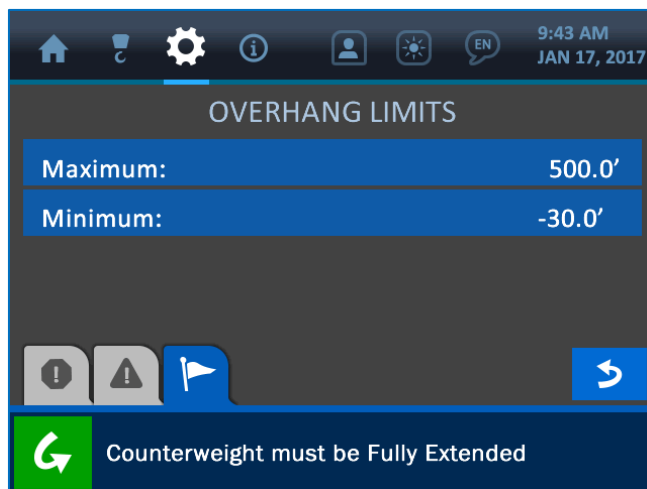 EN
9:43 AM
JAN 17, 2017
OVERHANG LIMITS
Maximum: 500.0′
Minimum: -30.0′
Counterweight must be Fully Extended